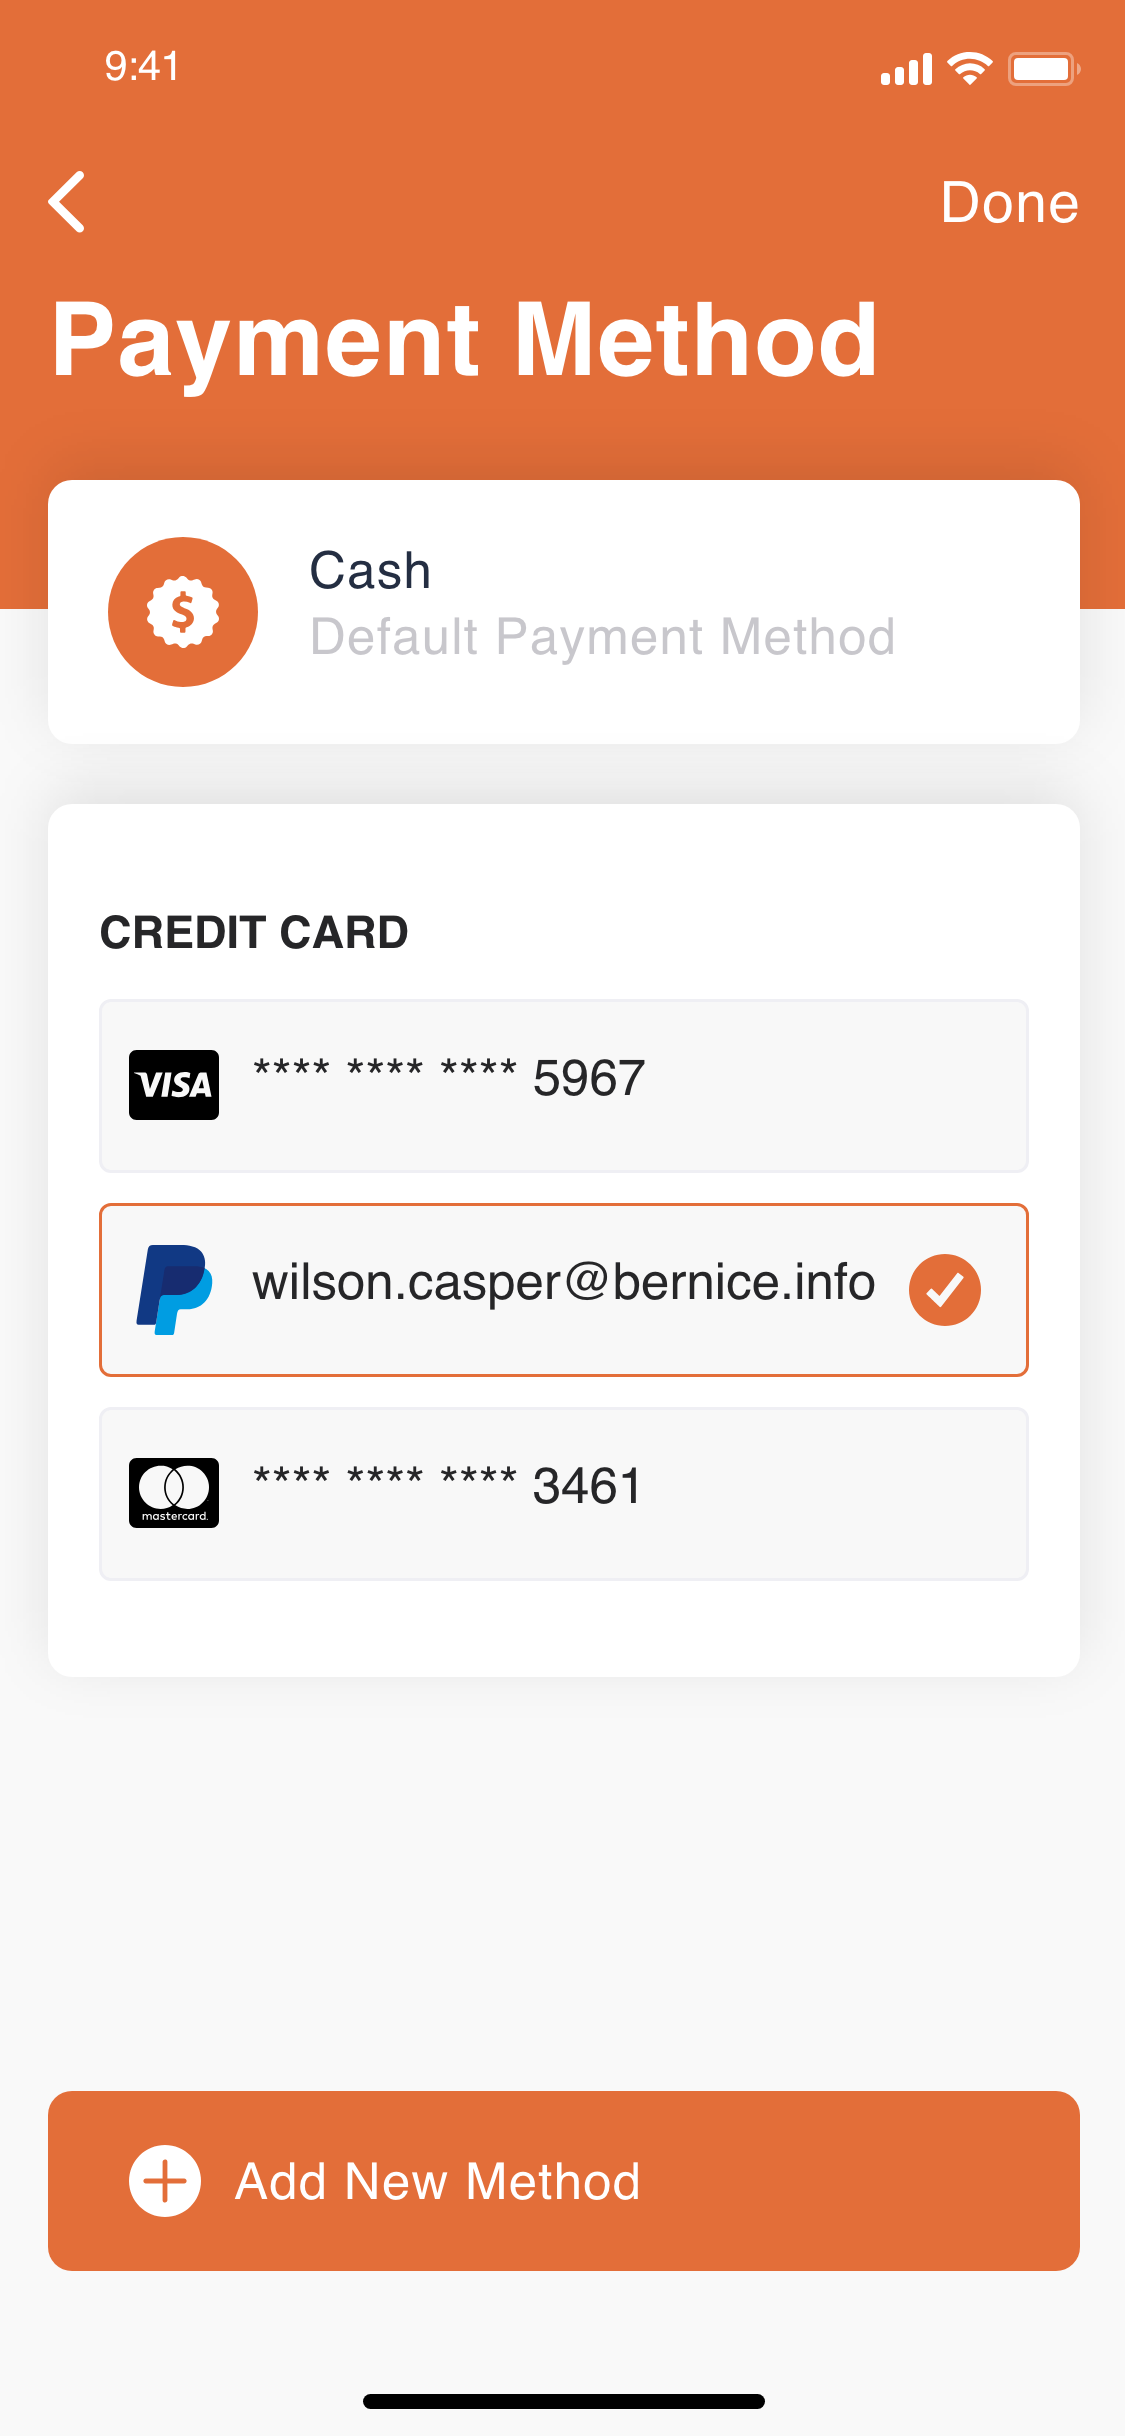 9:41
Done
Payment Method
Cash
Default Payment Method
CREDIT CARD
VISA **** **** **** 5967
wilson.casper@bernice.info
mastercard. **** **** **** 3461
Add New Method